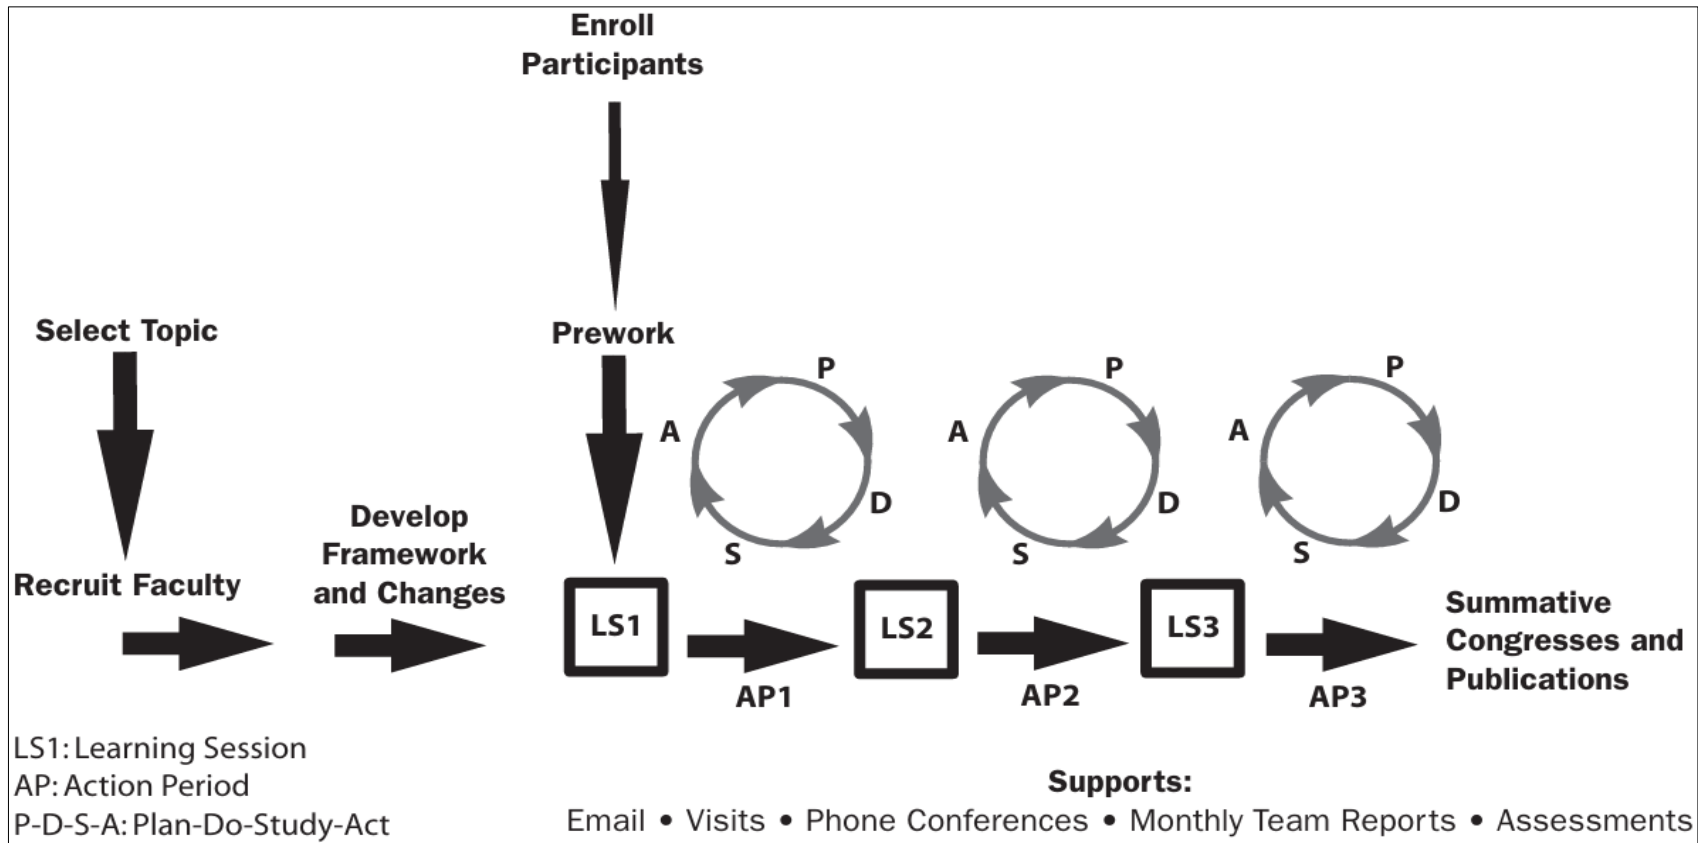 Enroll
Participants
Select Topic
Prework
P
A
D
S
P
A
D
S
P
A
D
S
Recruit Faculty
Develop
Framework
and Changes
LS1
AP1
LS2
AP2
LS3
AP3
Summative
Congresses and
Publications
LS1: Learning Session
AP: Action Period
P-D-S-A: Plan-Do-Study-Act
Supports:
Email • Visits • Phone Conferences • Monthly Team Reports • Assessments